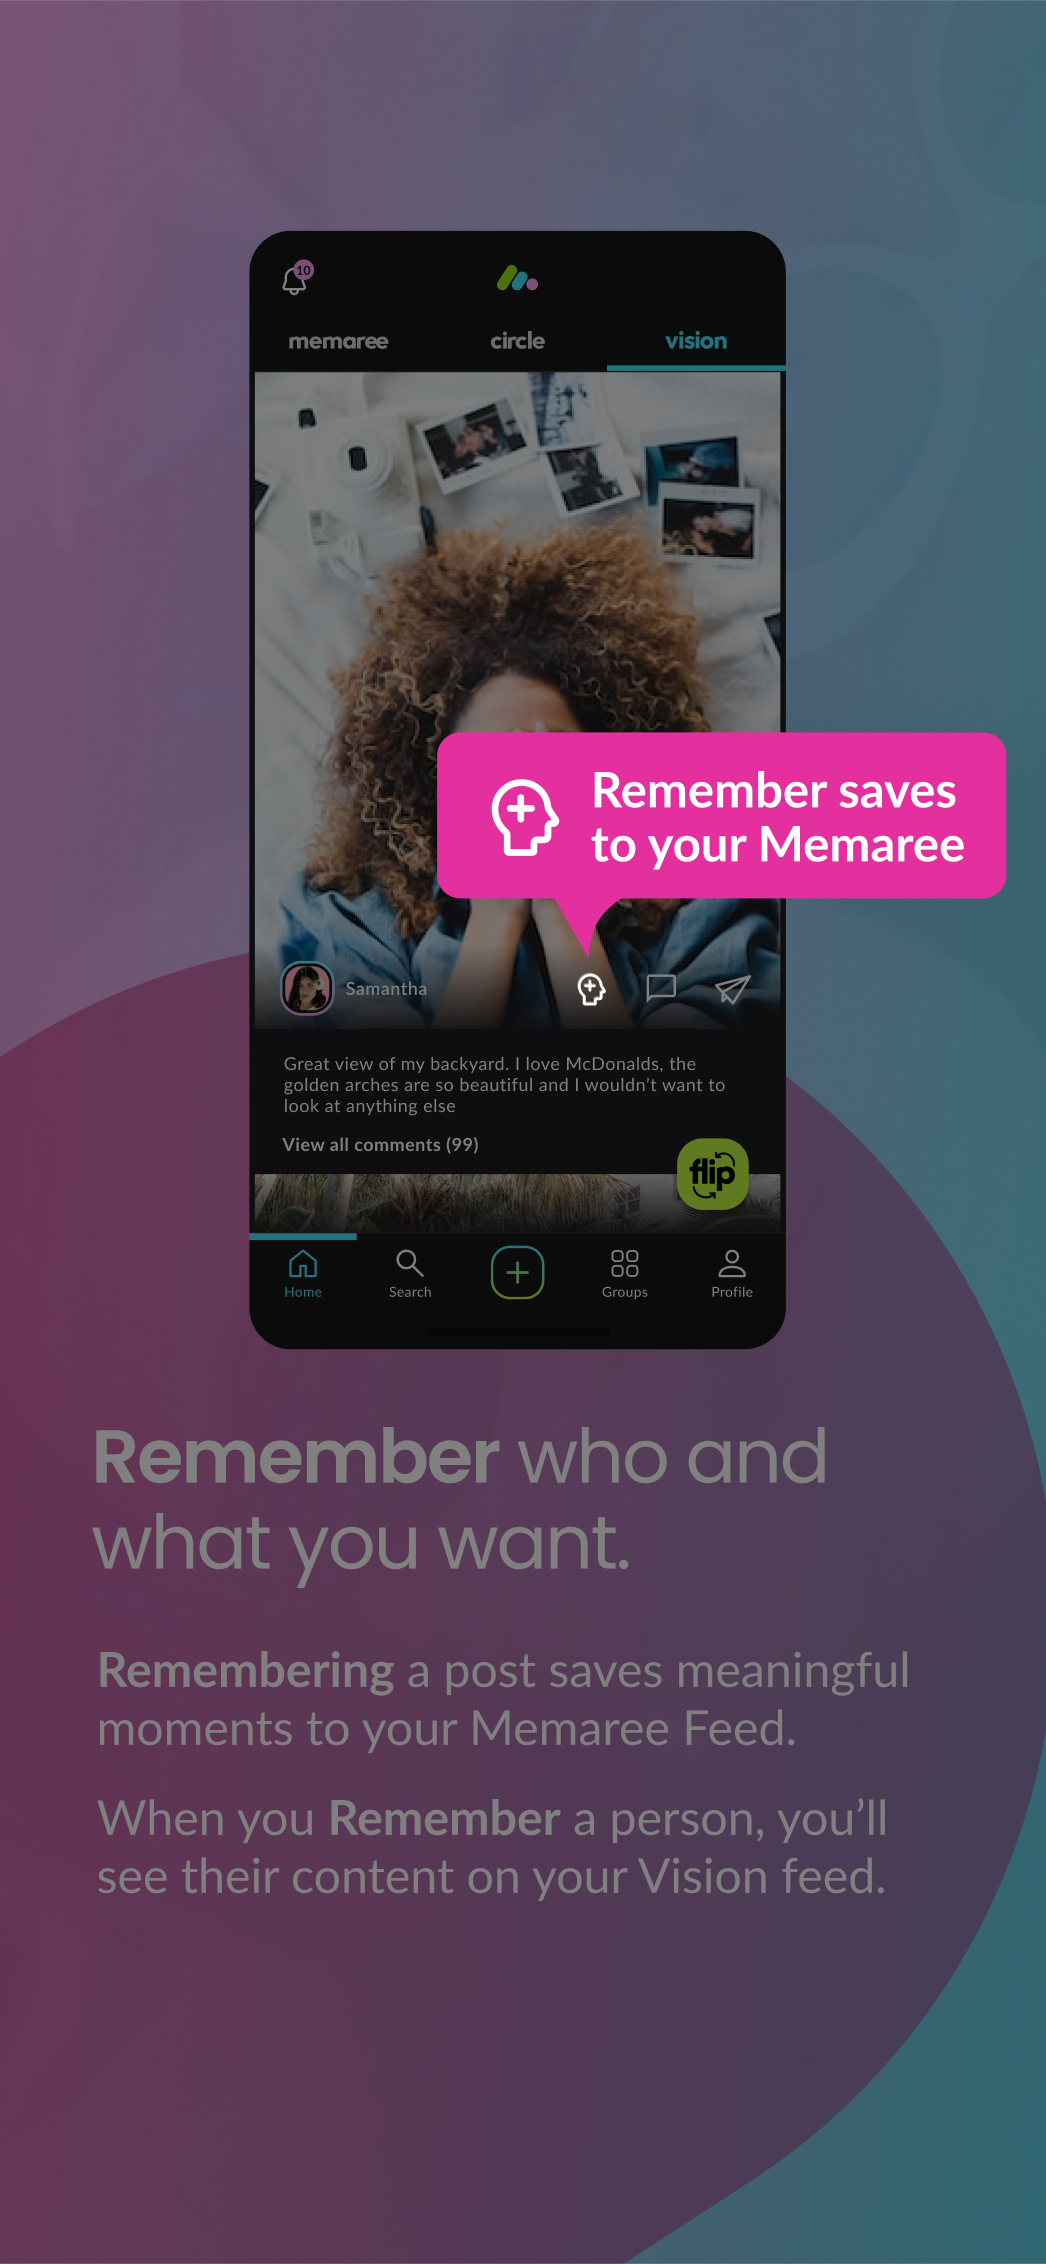 10
memaree circle vision
Remember saves
to your Memaree
Samantha
Great view of my backyard. I love McDonalds, the
golden arches are so beautiful and I wouldn't want to
look at anything else
View all comments (99)
flip
Home Search Groups Profile
Remember who and
what you want.
Remembering a post saves meaningful
moments to your Memaree Feed.
When you Remember a person, you'll
see their content on your Vision feed.